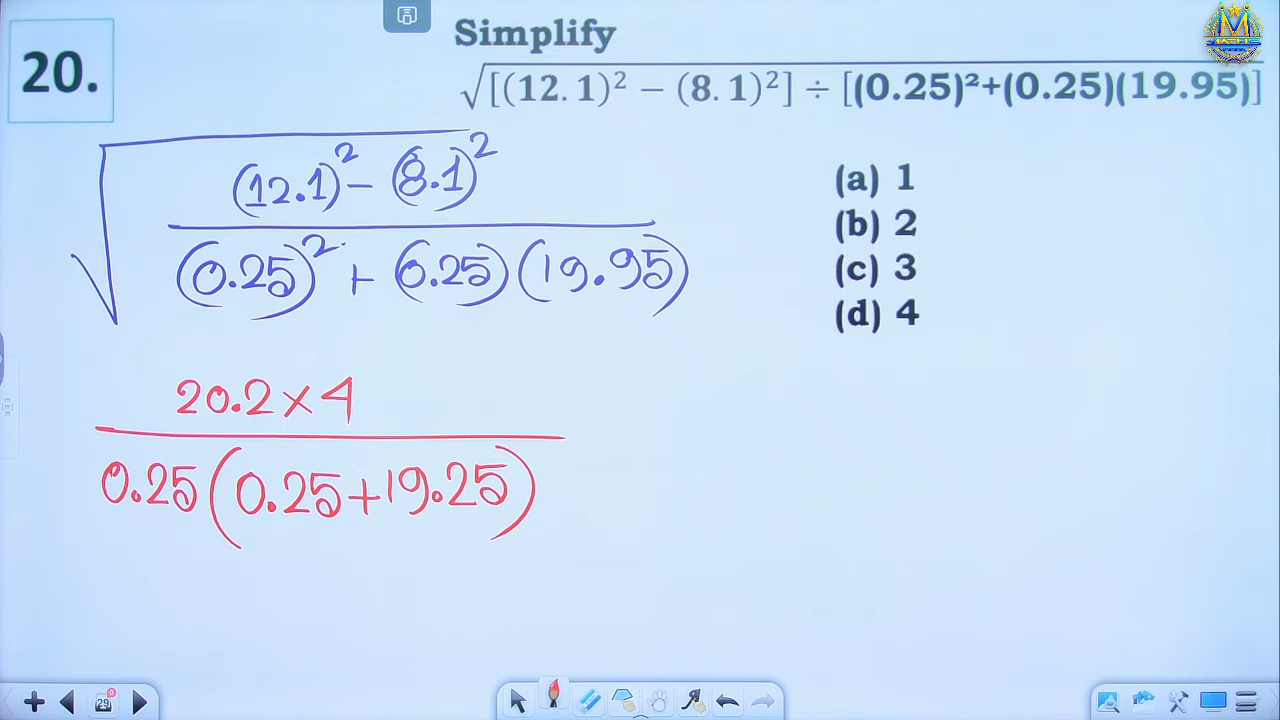 20.
Simplify
√[(12.1)² − (8.1)²] ÷ [(0.25)²+(0.25)(19.95)]
√((12.1)² − (8.1)²
(0.25)² + (0.25)(19.95)
(a) 1
(b) 2
(c) 3
(d) 4
20.2 × 4
0.25(0.25+19.25)
29